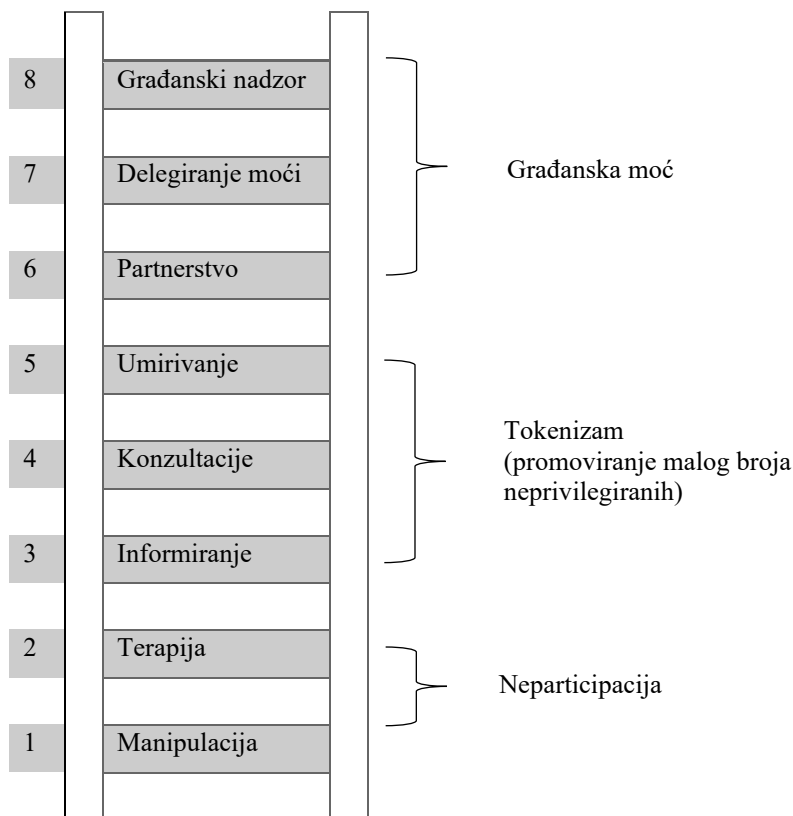 8 Građanski nadzor
7 Delegiranje moći
Građanska moć
6 Partnerstvo
5 Umirivanje
Tokenizam
(promoviranje malog broja
neprivilegiranih)
4 Konzultacije
3 Informiranje
2 Terapija
Neparticipacija
1 Manipulacija